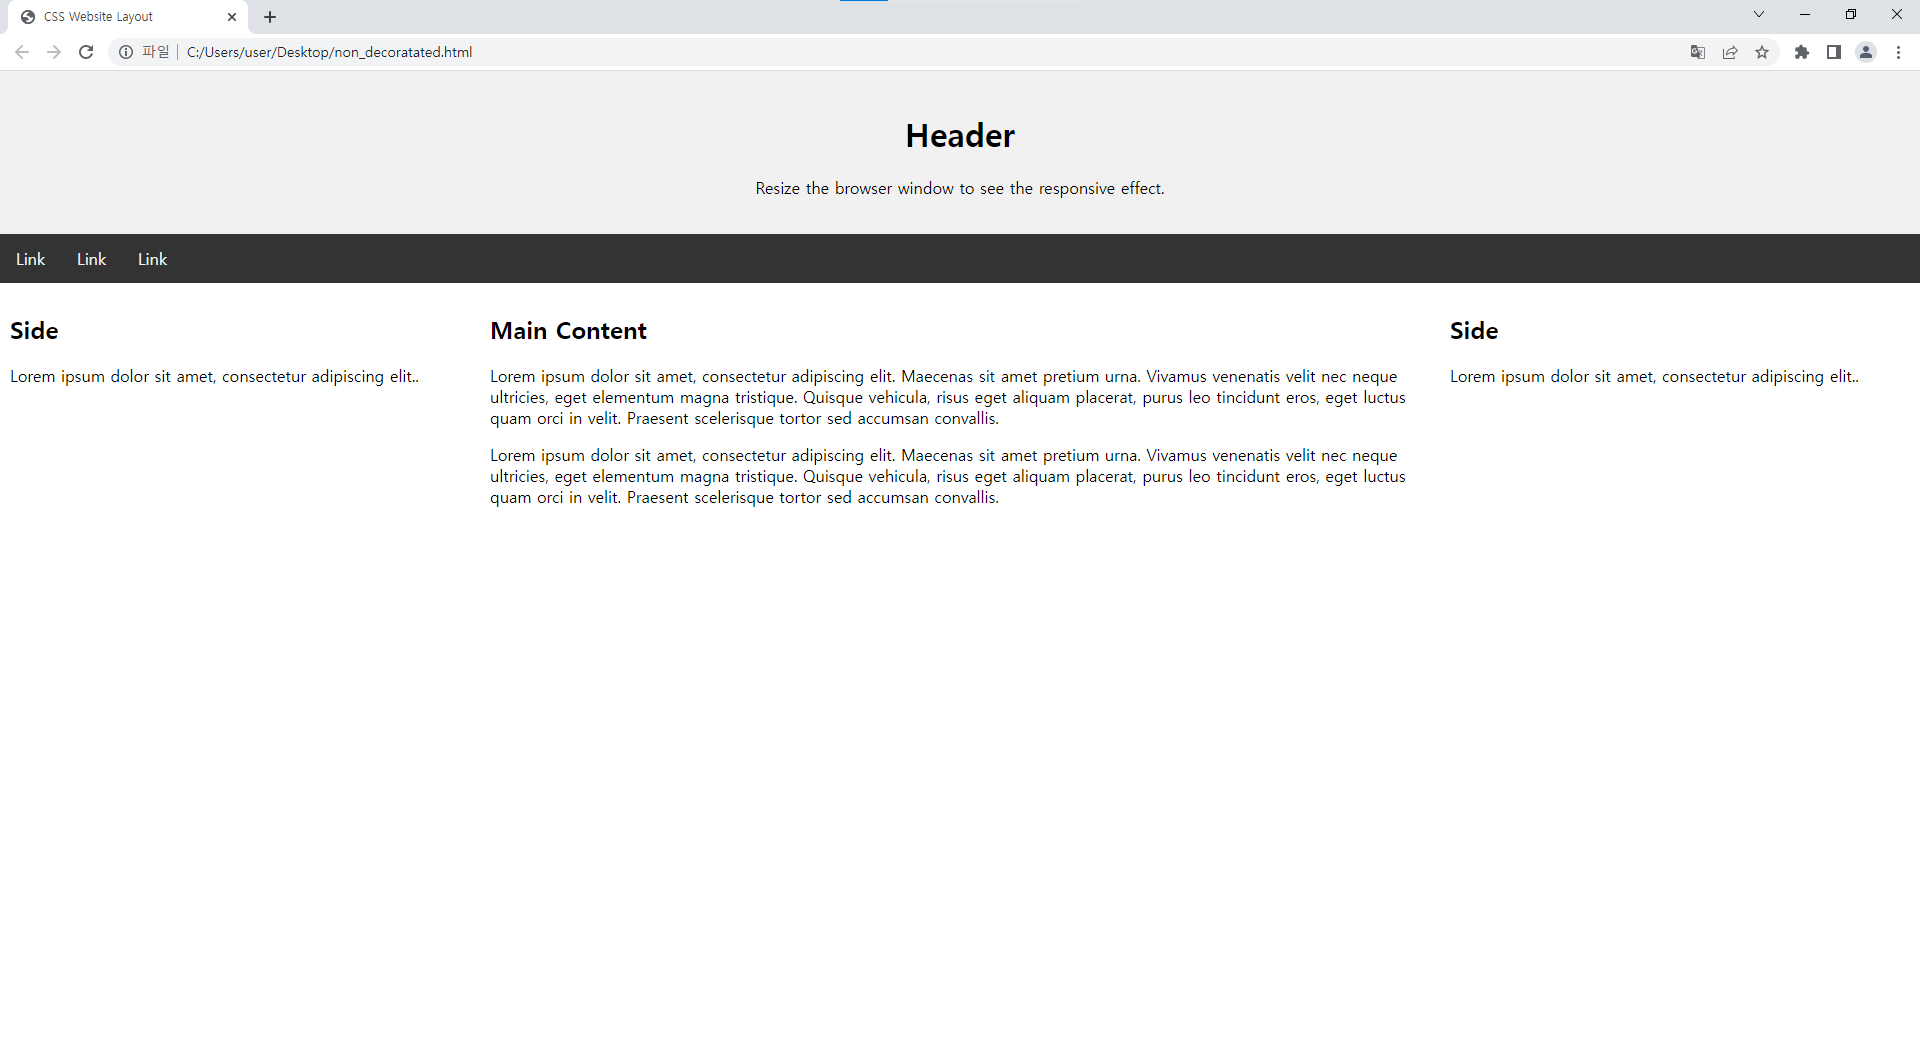 CSS Website Layout
파일 C:/Users/user/Desktop/non_decoratated.html
Header
Resize the browser window to see the responsive effect.
Link Link Link
Side
Lorem ipsum dolor sit amet, consectetur adipiscing elit..
Main Content
Lorem ipsum dolor sit amet, consectetur adipiscing elit. Maecenas sit amet pretium urna. Vivamus venenatis velit nec neque
ultricies, eget elementum magna tristique. Quisque vehicula, risus eget aliquam placerat, purus leo tincidunt eros, eget luctus
quam orci in velit. Praesent scelerisque tortor sed accumsan convallis.
Lorem ipsum dolor sit amet, consectetur adipiscing elit. Maecenas sit amet pretium urna. Vivamus venenatis velit nec neque
ultricies, eget elementum magna tristique. Quisque vehicula, risus eget aliquam placerat, purus leo tincidunt eros, eget luctus
quam orci in velit. Praesent scelerisque tortor sed accumsan convallis.
Side
Lorem ipsum dolor sit amet, consectetur adipiscing elit..